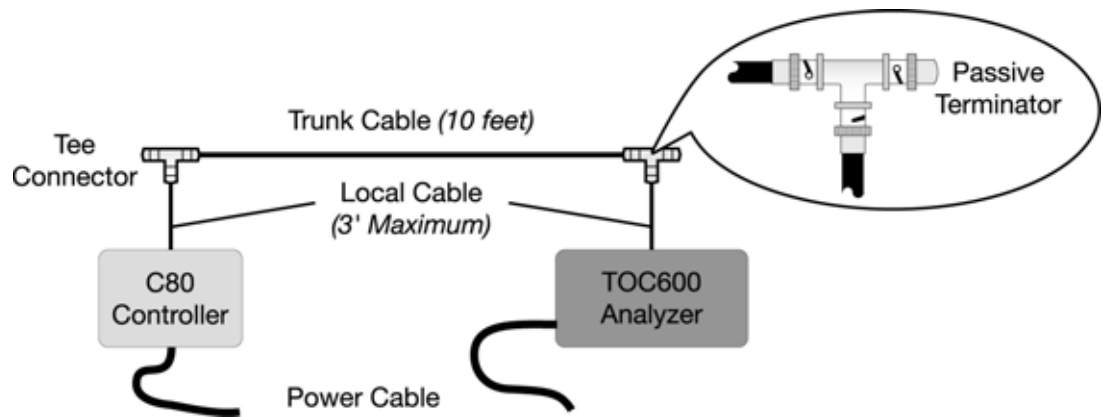 Passive
Terminator
Trunk Cable (10 feet)
Tee
Connector
Local Cable
(3' Maximum)
C80
Controller
TOC600
Analyzer
Power Cable